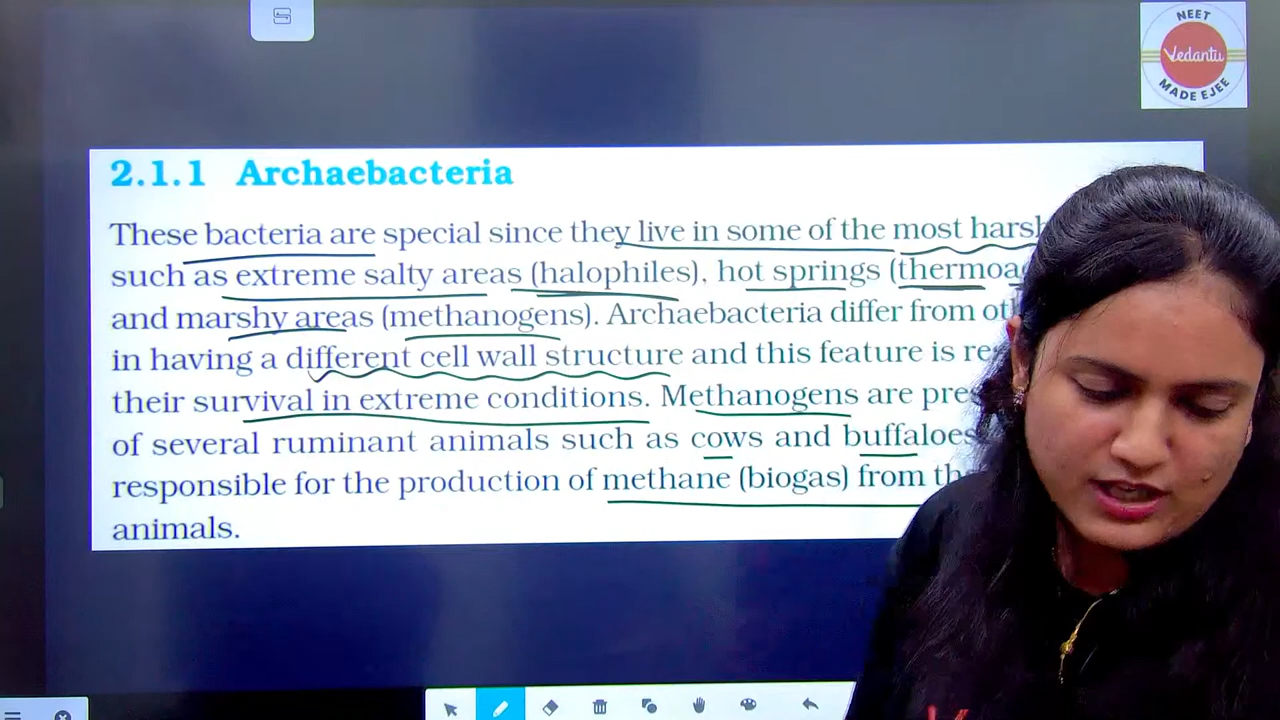 NEET
Vedantu
MADE EJEE
2.1.1 Archaebacteria
These bacteria are special since they live in some of the most harsh
such as extreme salty areas (halophiles), hot springs (thermoa
and marshy areas (methanogens). Archaebacteria differ from ot
in having a different cell wall structure and this feature is re
their survival in extreme conditions. Methanogens are pre
of several ruminant animals such as cows and buffaloes
responsible for the production of methane (biogas) from th
animals.